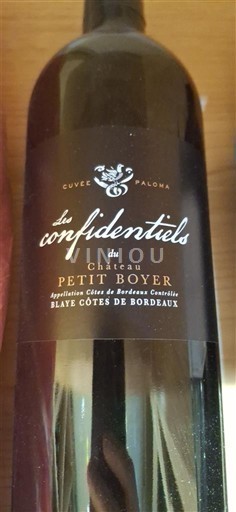 CUVÉE PALOMA
Les
confidentiels
du
VINIOU
Château
PETIT BOYER
Appellation Côtes de Bordeaux Contrôlée
BLAYE CÔTES DE BORDEAUX